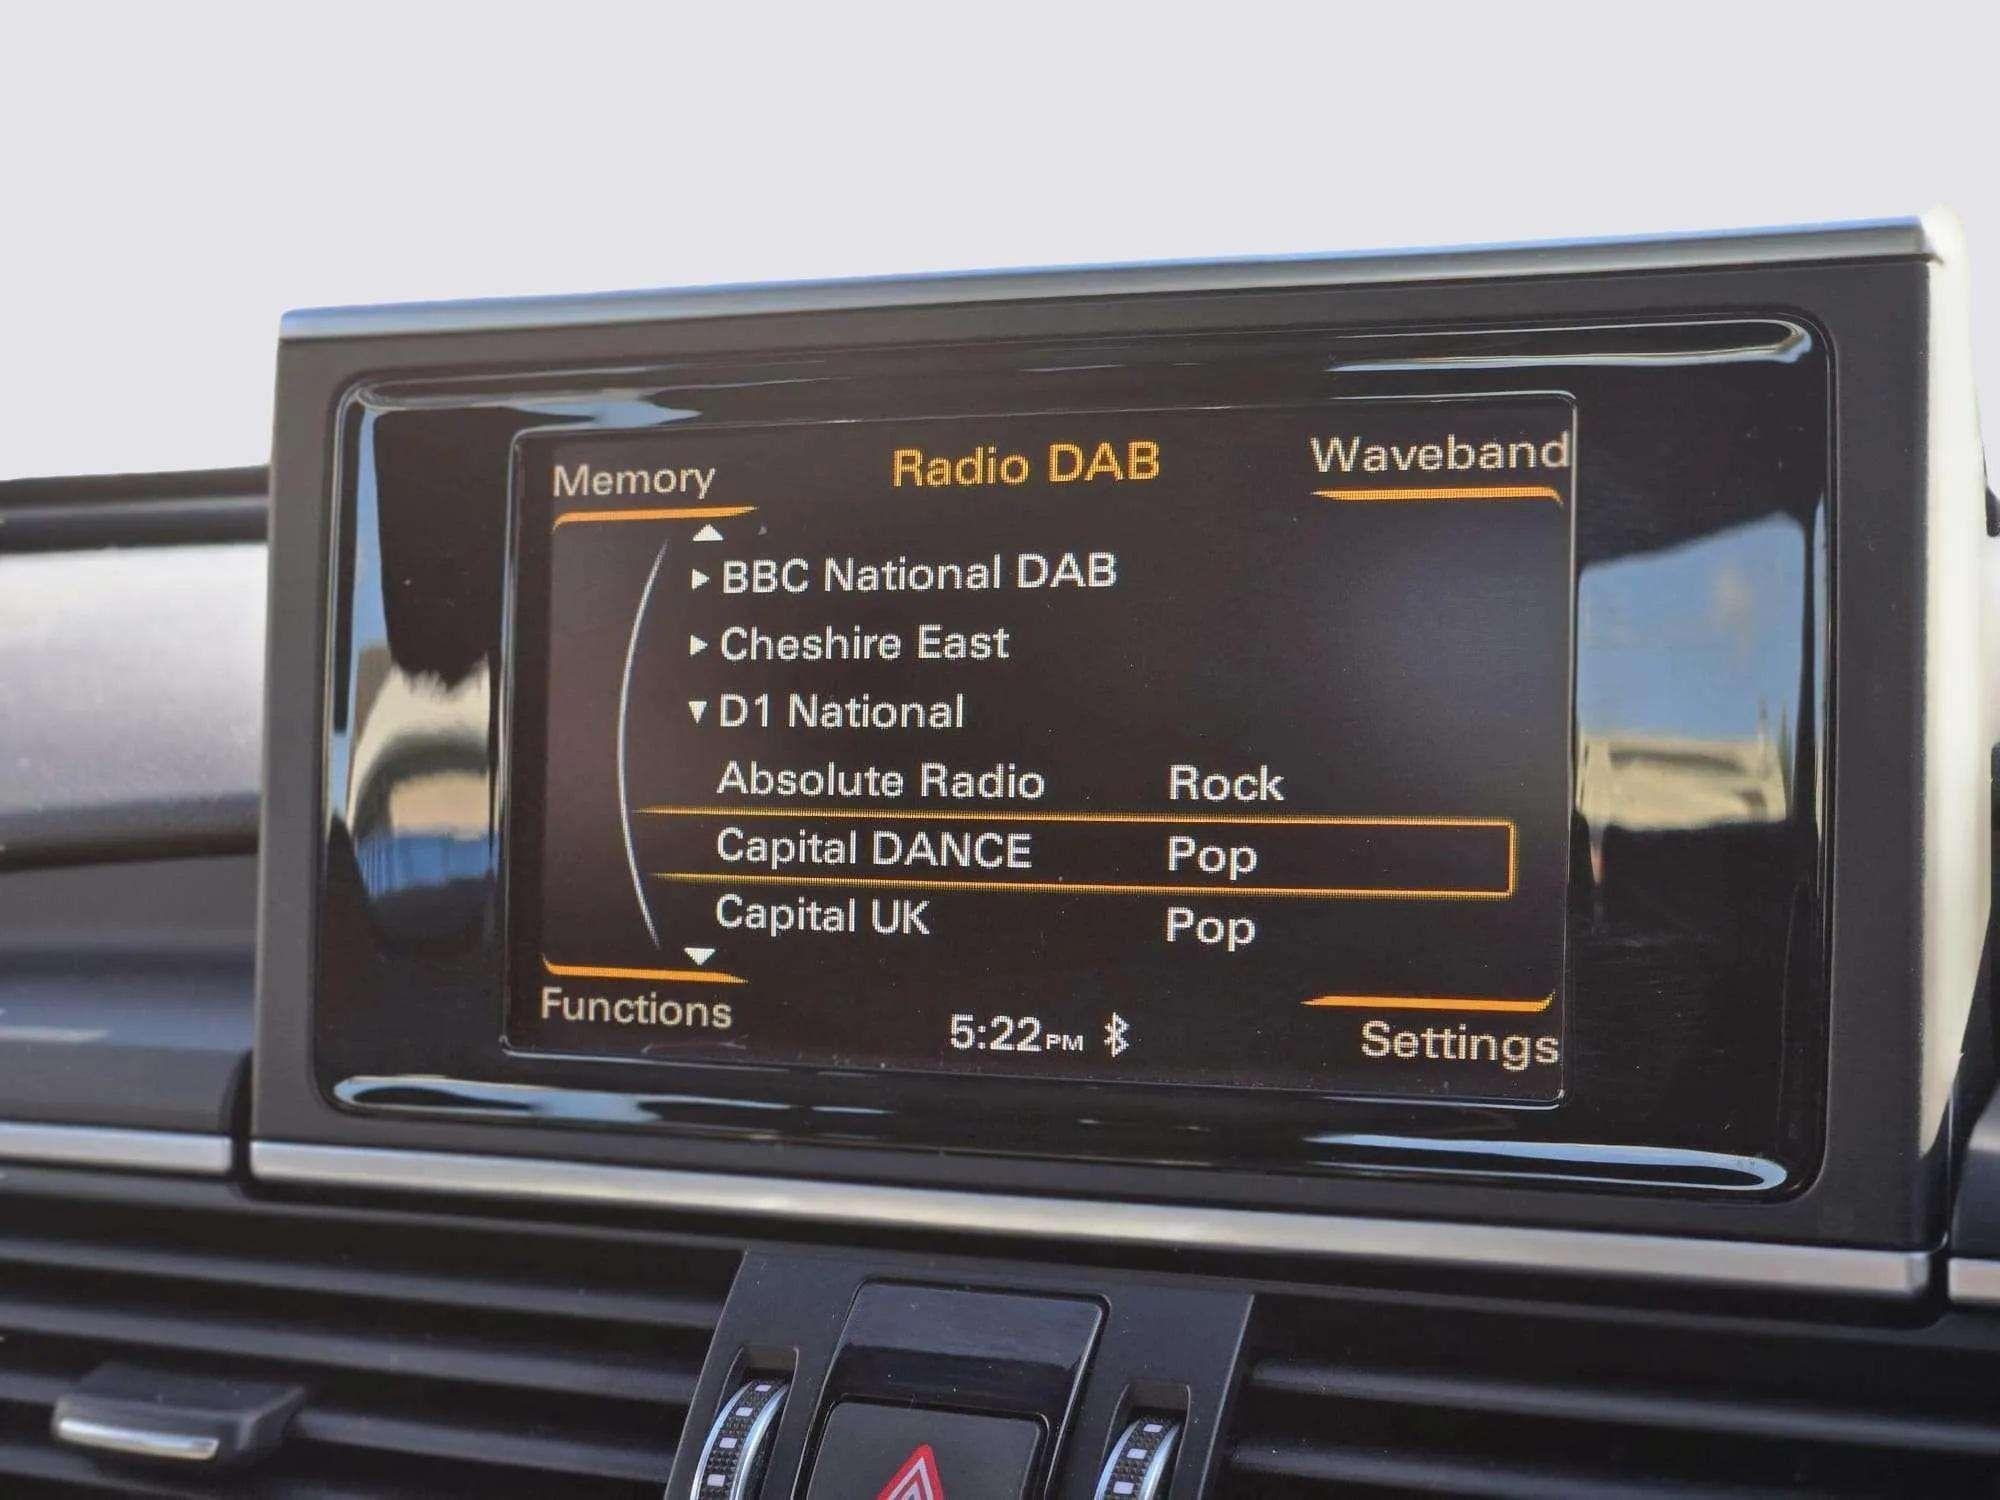 Memory
Radio DAB
Waveband
BBC National DAB
Cheshire East
D1 National
Absolute Radio Rock
Capital DANCE Pop
Capital UK Pop
Functions
5:22PM
Settings